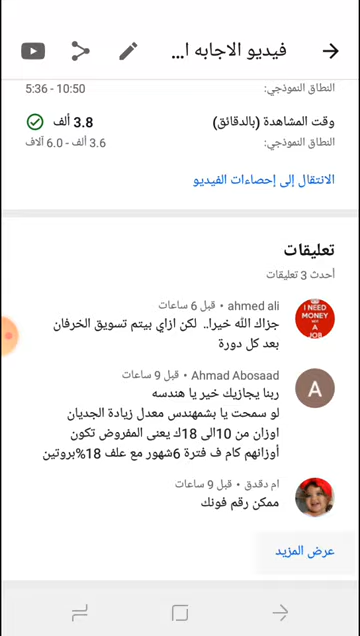 فيديو الاجابه ا...
النطاق النموذجي:
5:36 - 10:50
وقت المشاهدة (بالدقائق)
3.8 ألف
النطاق النموذجي:
3.6 ألف - 6.0 آلاف
الانتقال إلى إحصاءات الفيديو
تعليقات
أحدث 3 تعليقات
I NEED
MONEY
NOT
A
JOB
ahmed ali • قبل 6 ساعات
جزاك الله خيرا.. لكن ازاي بيتم تسويق الخرفان
بعد كل دورة
A
Ahmad Abosaad • قبل 9 ساعات
ربنا يجازيك خير يا هندسه
لو سمحت يا بشمهندس معدل زيادة الجديان
اوزان من 10الى 18ك يعنى المفروض تكون
أوزانهم كام ف فترة 6شهور مع علف 18%بروتين
ام دقدق • قبل 9 ساعات
ممكن رقم فونك
عرض المزيد